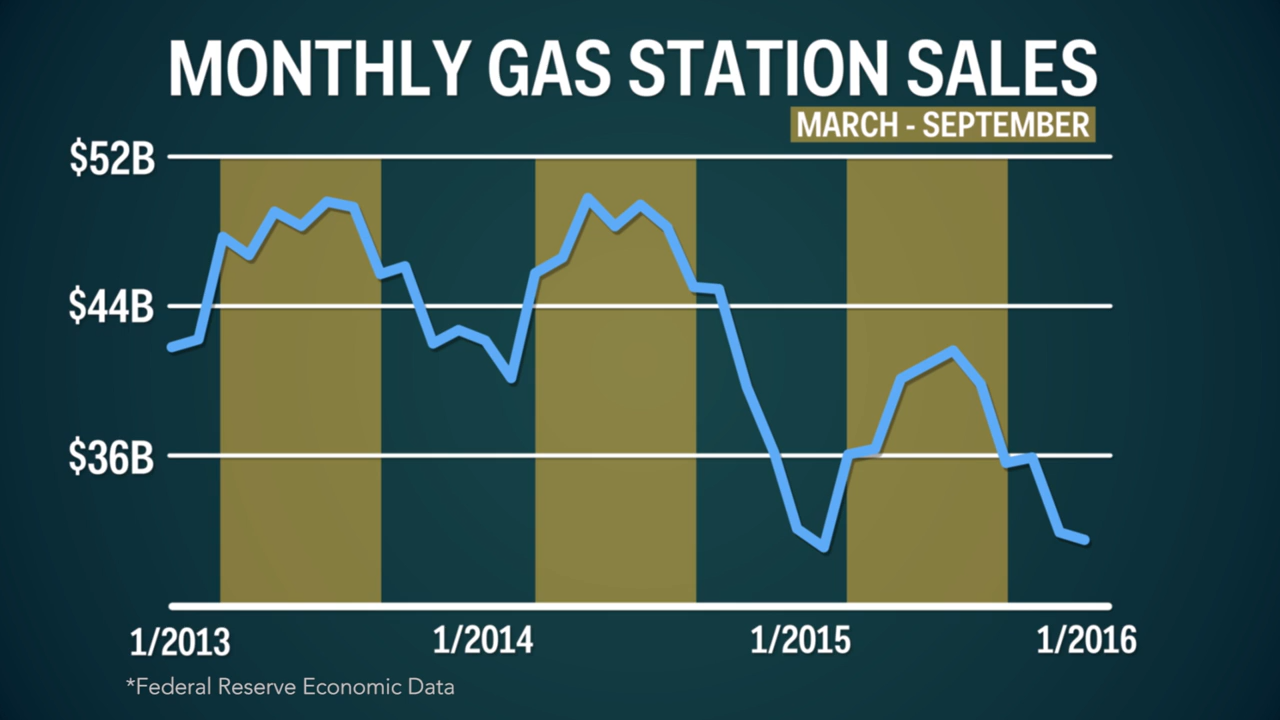 MONTHLY GAS STATION SALES
MARCH - SEPTEMBER
$52B
$44B
$36B
1/2013 1/2014 1/2015 1/2016
*Federal Reserve Economic Data